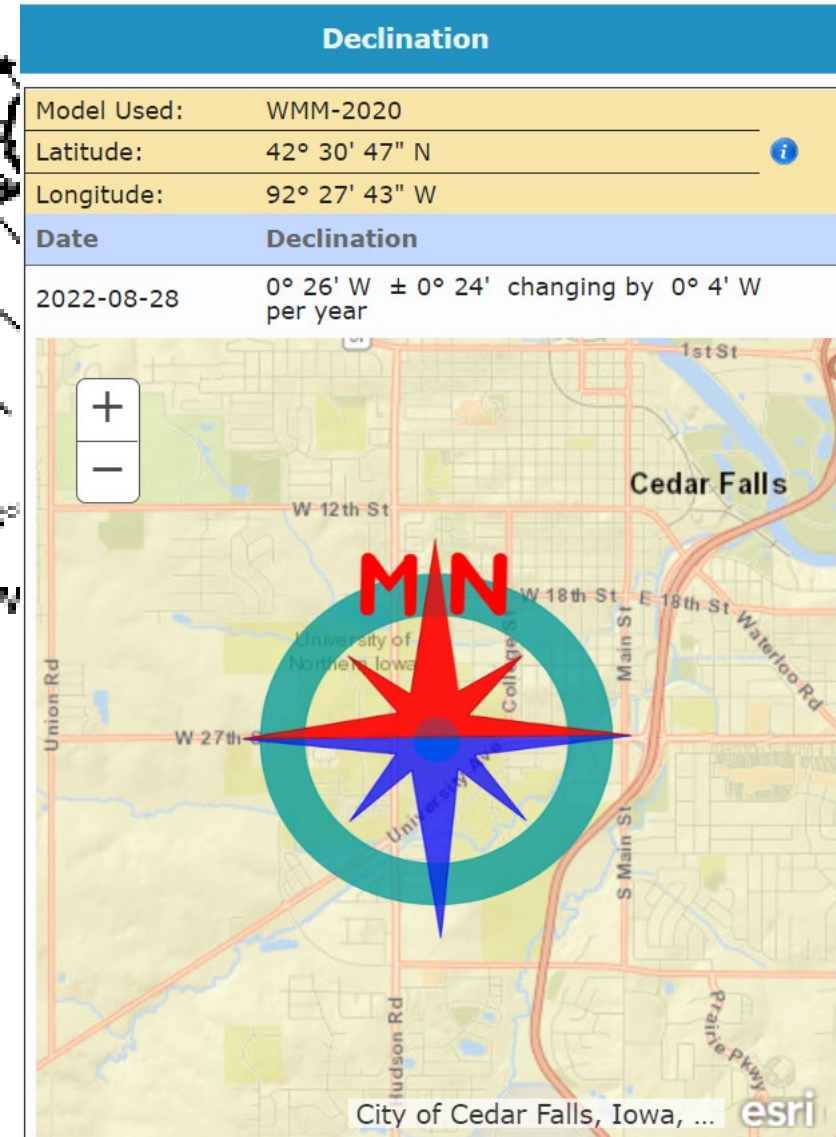 Declination
Model Used: WMM-2020
Latitude: 42° 30' 47" N
Longitude: 92° 27' 43" W
Date Declination
2022-08-28 0° 26' W ± 0° 24' changing by 0° 4' W
per year
+
−
1st St
Cedar Falls
W 12th St
M N
W 18th St
E 18th St
Waterloo Rd
University of
Northern Iowa
College St
Main St
Union Rd
W 27th S
University Ave
S Main St
Hudson Rd
Prairie Pkwy
City of Cedar Falls, Iowa, ...
esri